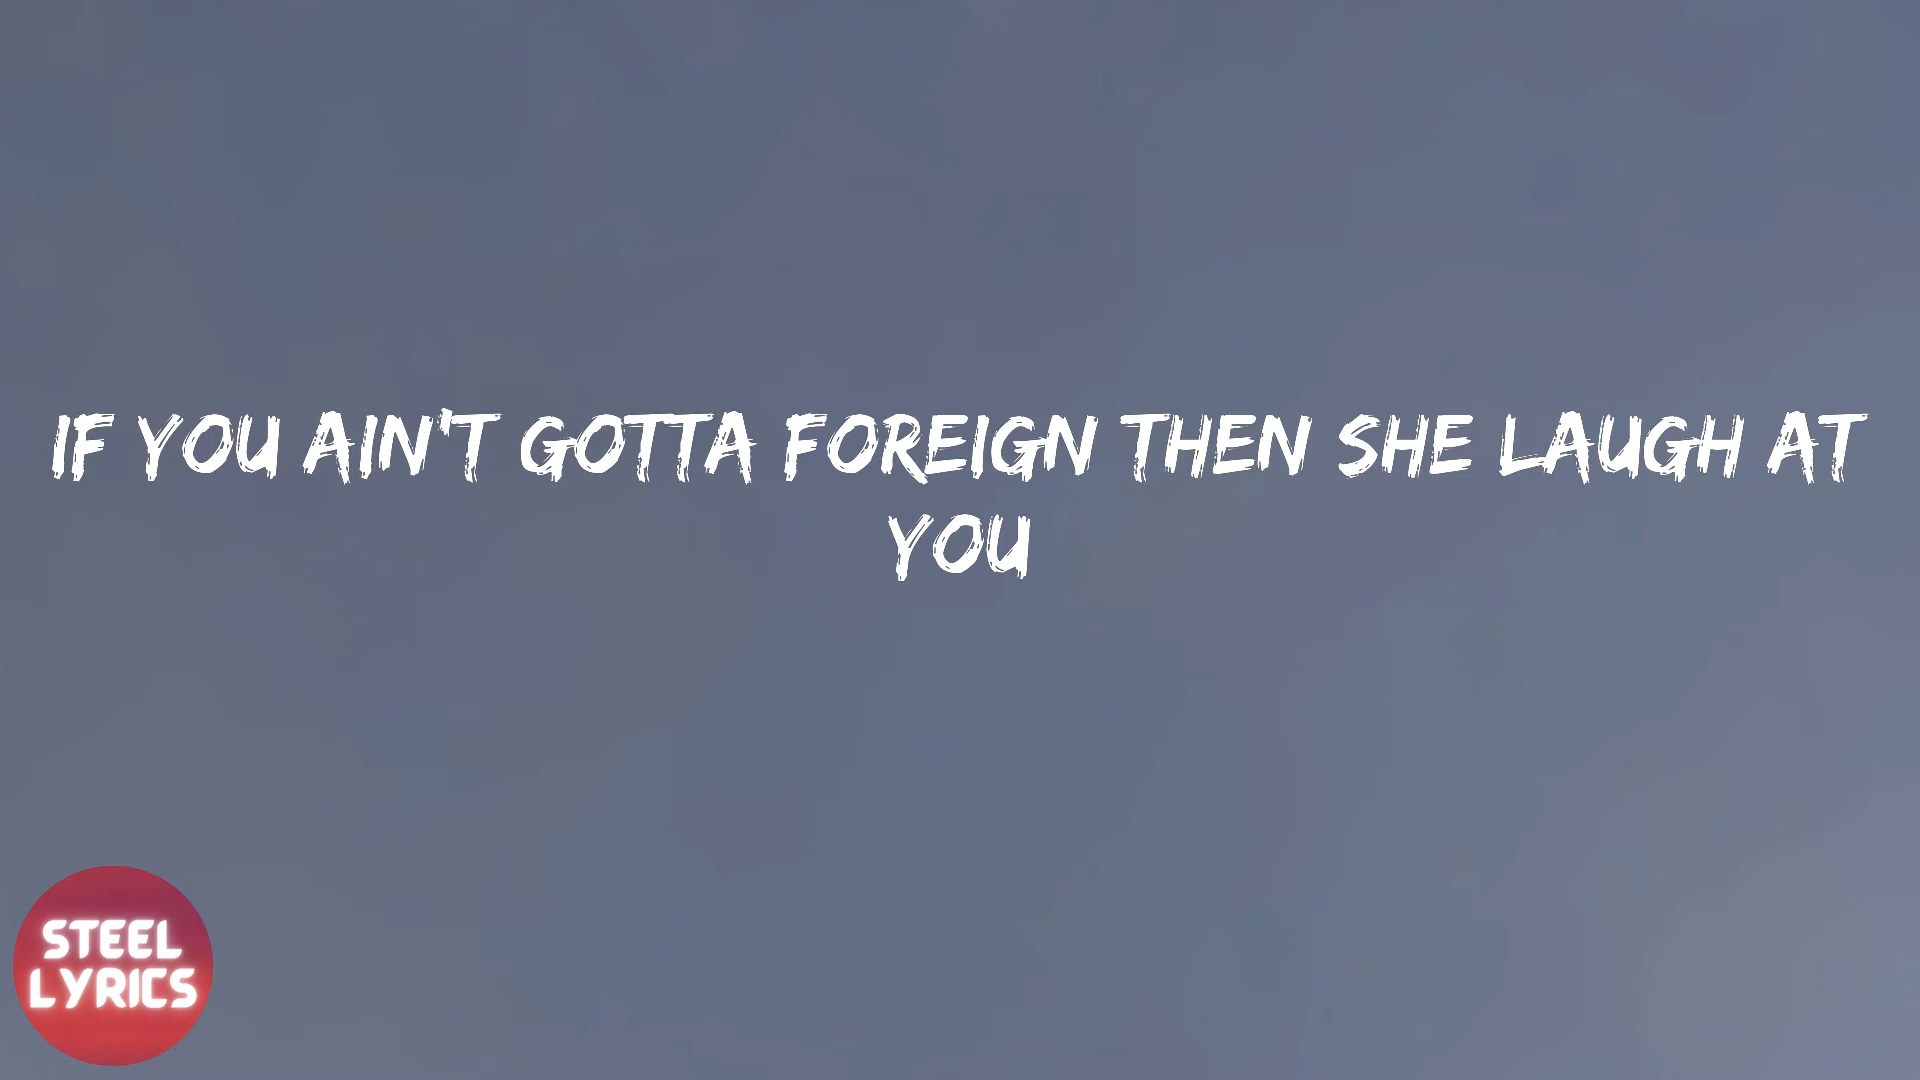 IF YOU AIN'T GOTTA FOREIGN THEN SHE LAUGH AT
YOU
STEEL
LYRICS